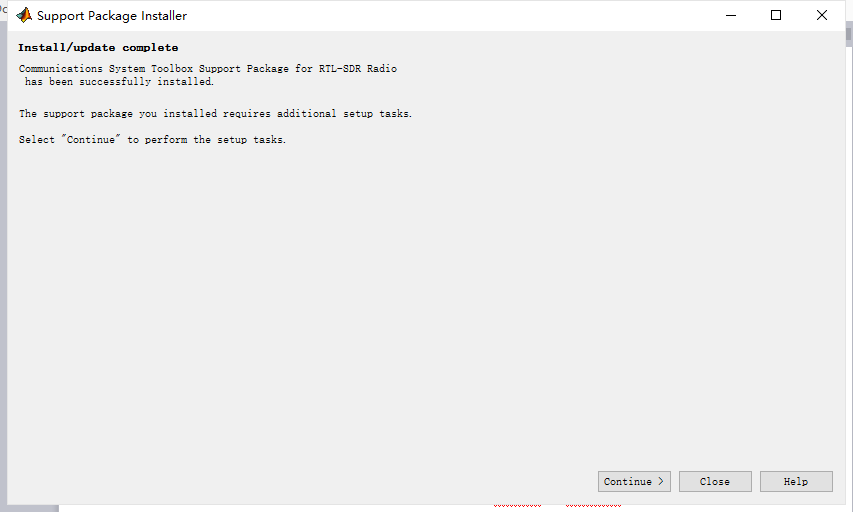 Support Package Installer
Install/update complete
Communications System Toolbox Support Package for RTL-SDR Radio
has been successfully installed.
The support package you installed requires additional setup tasks.
Select "Continue" to perform the setup tasks.
Continue >
Close
Help